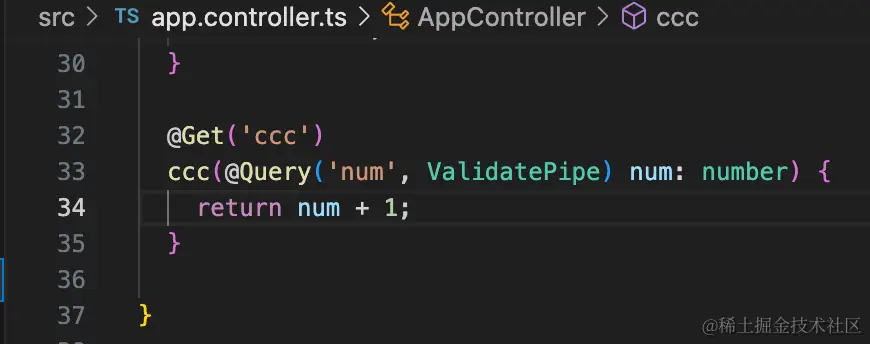 src > TS app.controller.ts > AppController > ccc
30 }
31
32 @Get('ccc')
33 ccc(@Query('num', ValidatePipe) num: number) {
34 return num + 1;
35 }
36
37 }
@稀土掘金技术社区